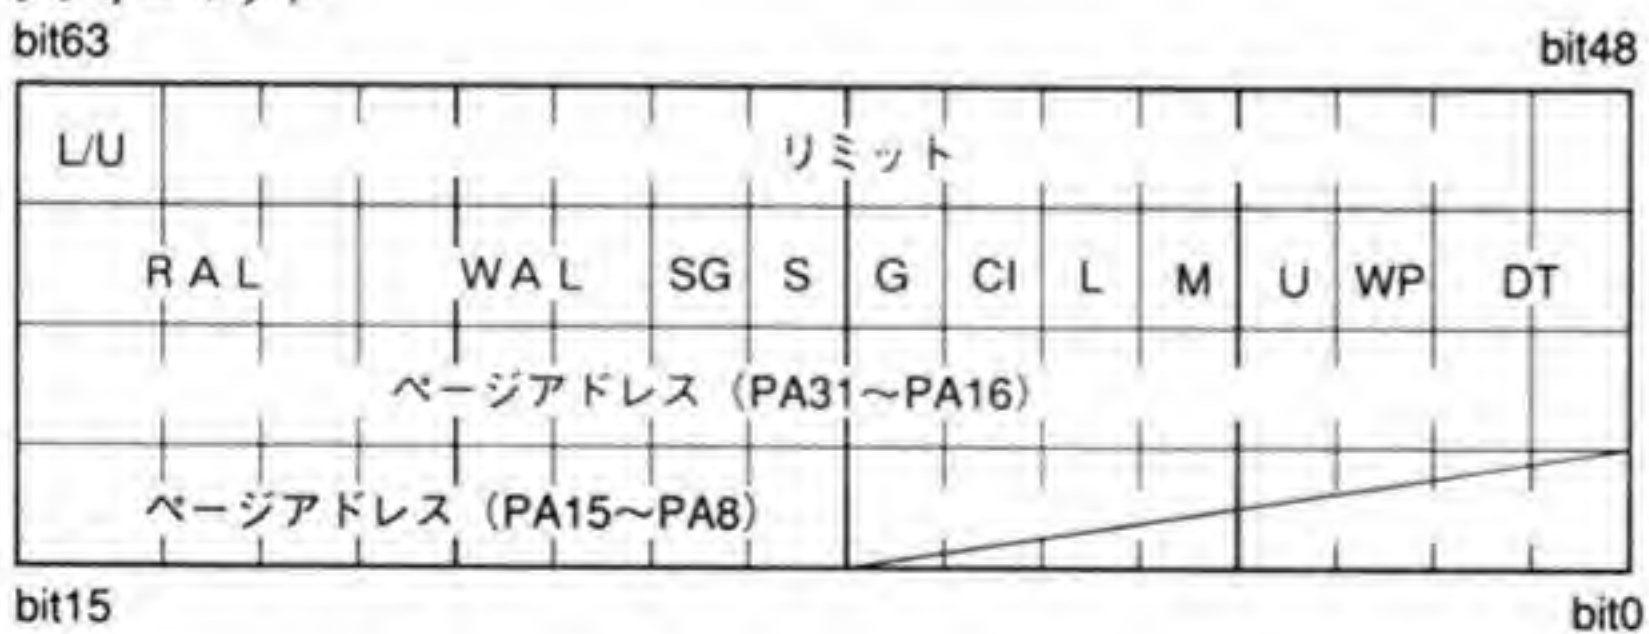 bit63 bit48
L/U リミット
RAL WAL SG S G CI L M U WP DT
ページアドレス（PA31～PA16）
ページアドレス（PA15～PA8）
bit15 bit0